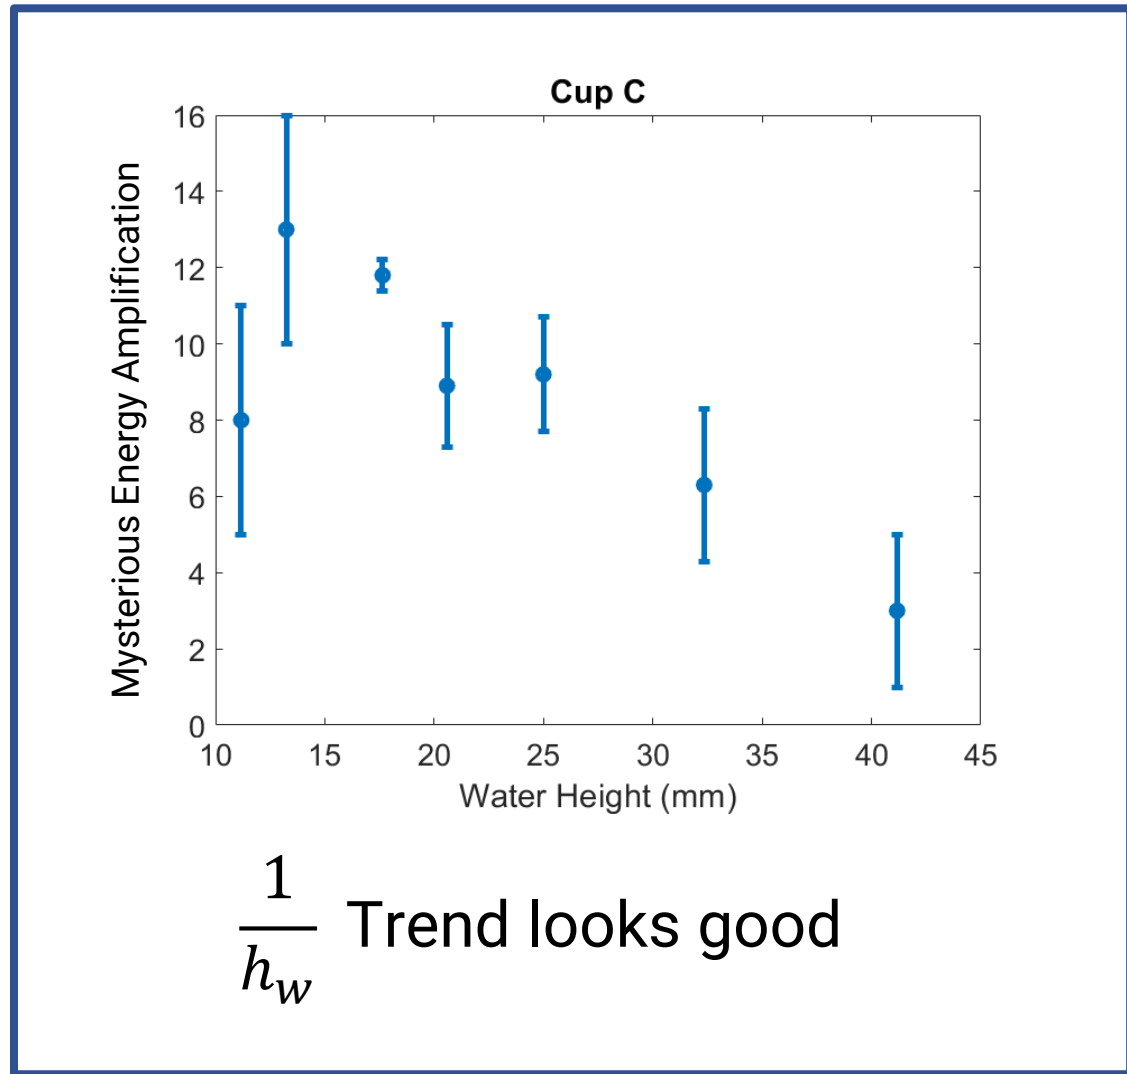 Cup C
Mysterious Energy Amplification
16
14
12
10
8
6
4
2
0
10 15 20 25 30 35 40 45
Water Height (mm)
1
h_w
Trend looks good